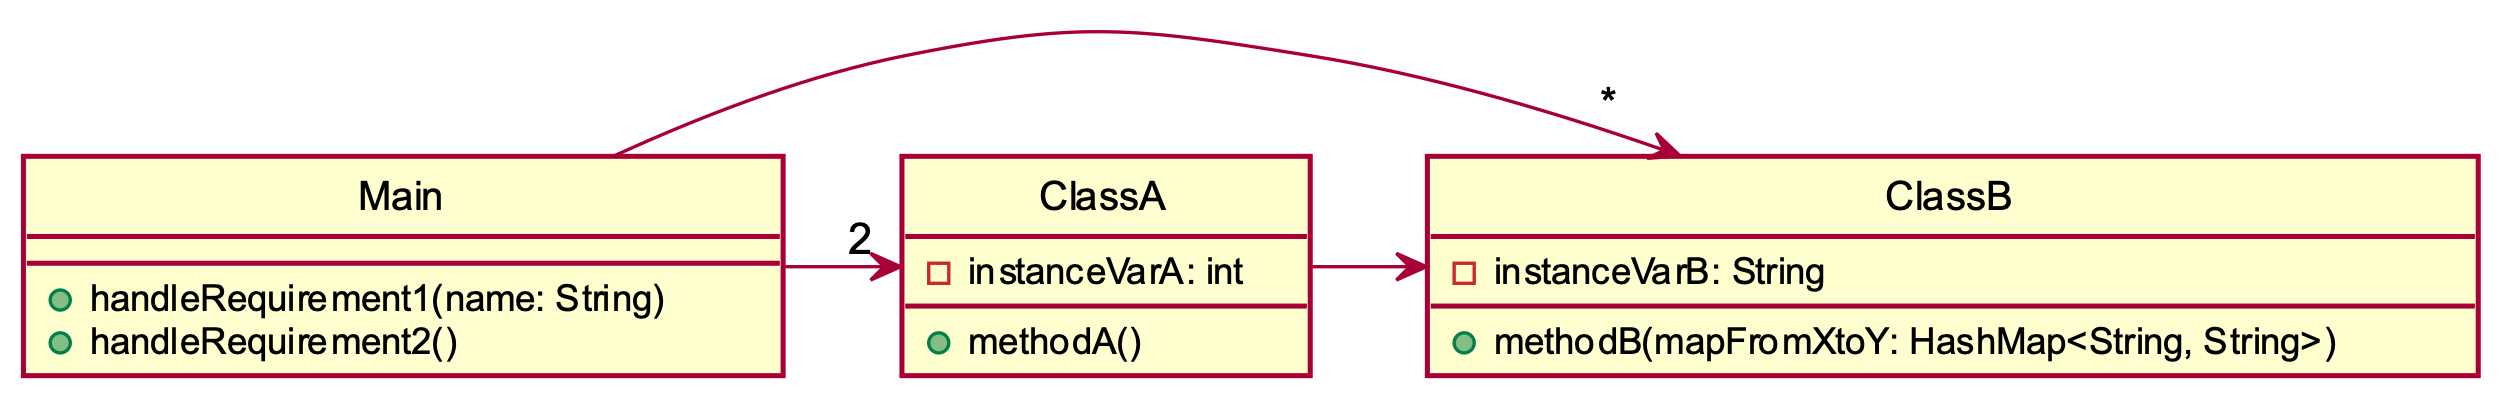 *
Main
handleRequirement1(name: String)
handleRequirement2()
2
ClassA
instanceVarA: int
methodA()
ClassB
instanceVarB: String
methodB(mapFromXtoY: HashMap<String, String>)